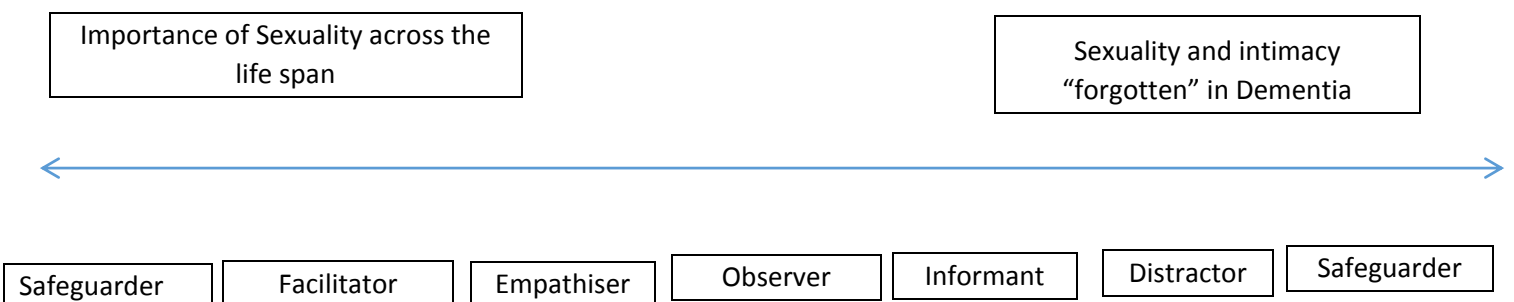 Importance of Sexuality across the
life span
Sexuality and intimacy
“forgotten” in Dementia
Safeguarder
Facilitator
Empathiser
Observer
Informant
Distractor
Safeguarder